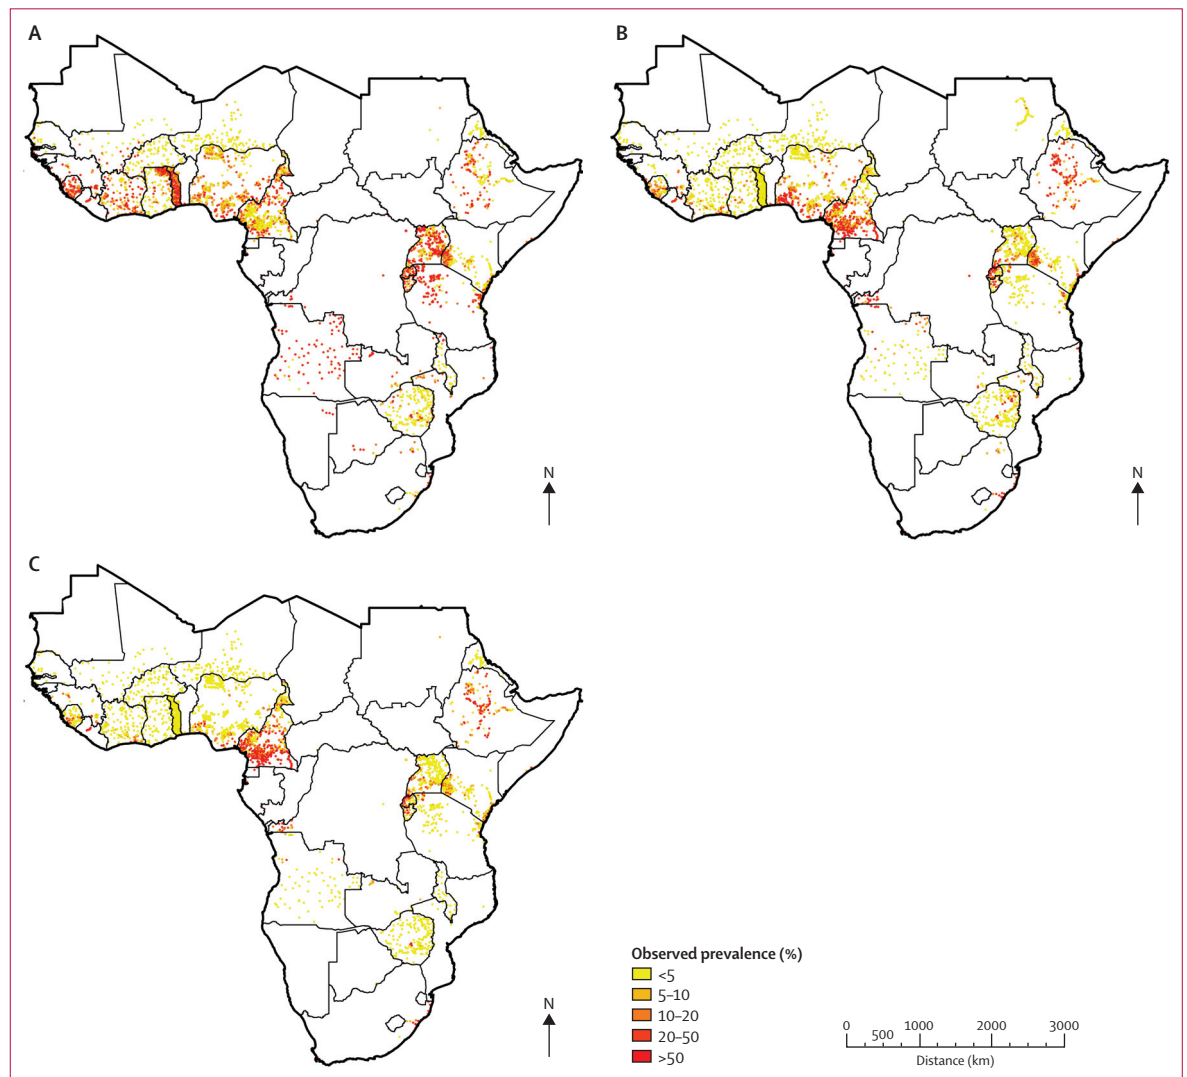 A
B
N
N
C
Observed prevalence (%)
<5
5–10
10–20
20–50
>50
N
0 500 1000 2000 3000
Distance (km)